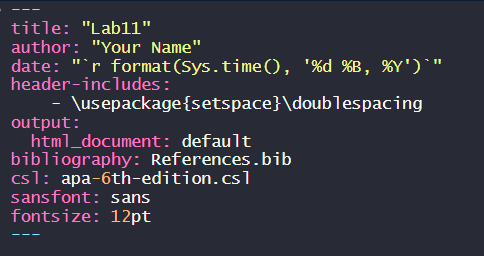 ---
title: "Lab11"
author: "Your Name"
date: "`r format(Sys.time(), '%d %B, %Y')`"
header-includes:
    - \usepackage{setspace}\doublespacing
output:
  html_document: default
bibliography: References.bib
csl: apa-6th-edition.csl
sansfont: sans
fontsize: 12pt
---